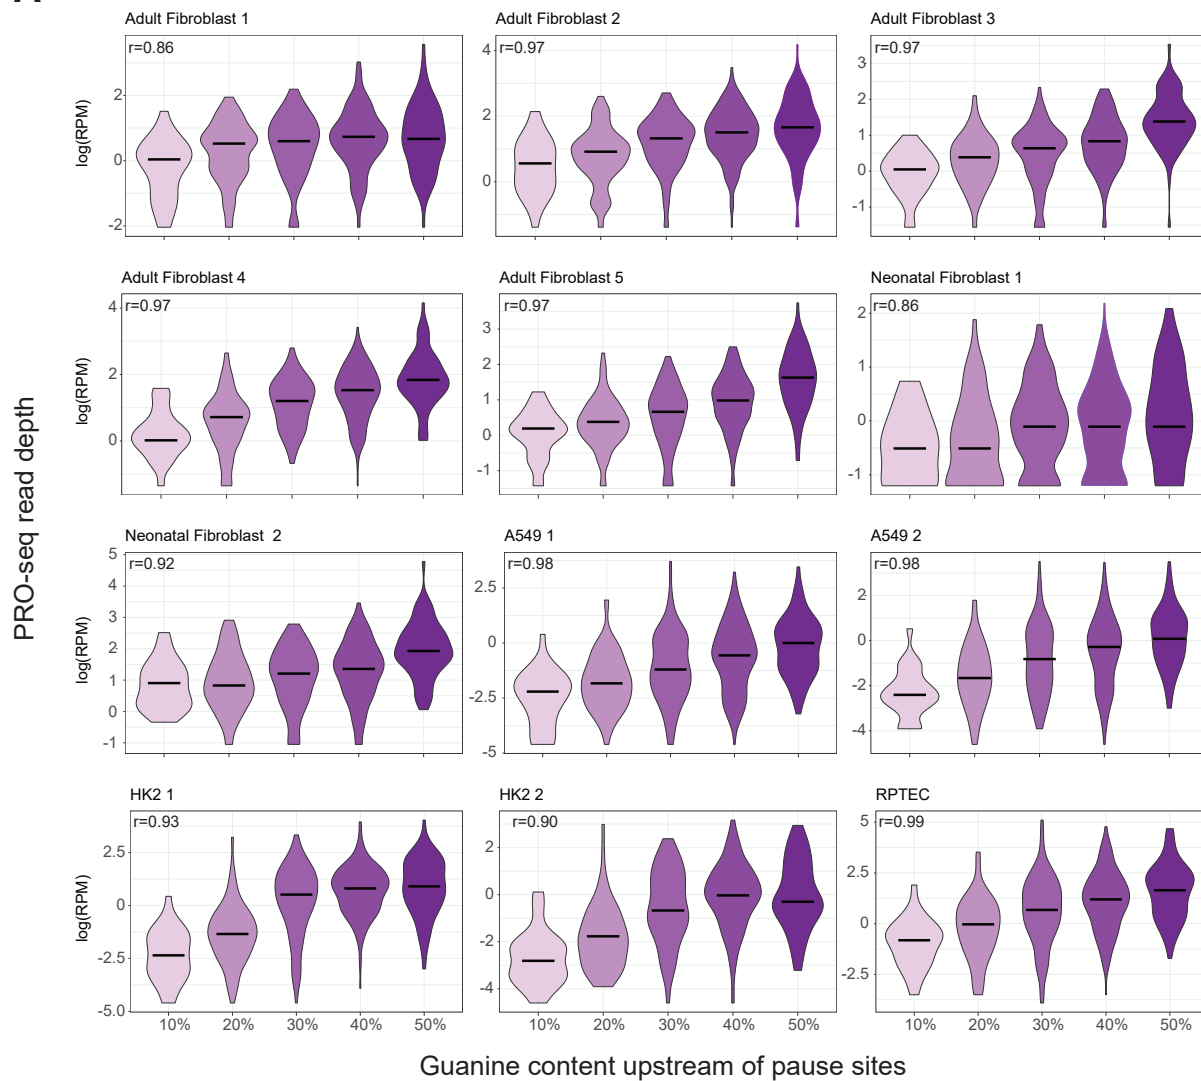 Adult Fibroblast 1
Adult Fibroblast 2
Adult Fibroblast 3
r=0.86
r=0.97
r=0.97
log(RPM)
2
0
-2
4
2
0
3
2
1
0
-1
Adult Fibroblast 4
Adult Fibroblast 5
Neonatal Fibroblast 1
r=0.97
r=0.97
r=0.86
log(RPM)
4
2
0
3
2
1
0
-1
2
1
0
-1
PRO-seq read depth
Neonatal Fibroblast 2
A549 1
A549 2
r=0.92
r=0.98
r=0.98
log(RPM)
5
4
3
2
1
0
-1
2.5
0
-2.5
-5
2
0
-2
-4
HK2 1
HK2 2
RPTEC
r=0.93
r=0.90
r=0.99
log(RPM)
2.5
0
-2.5
-5.0
2
0
-2
-4
5
2.5
0
-2.5
10% 20% 30% 40% 50%
10% 20% 30% 40% 50%
10% 20% 30% 40% 50%
Guanine content upstream of pause sites